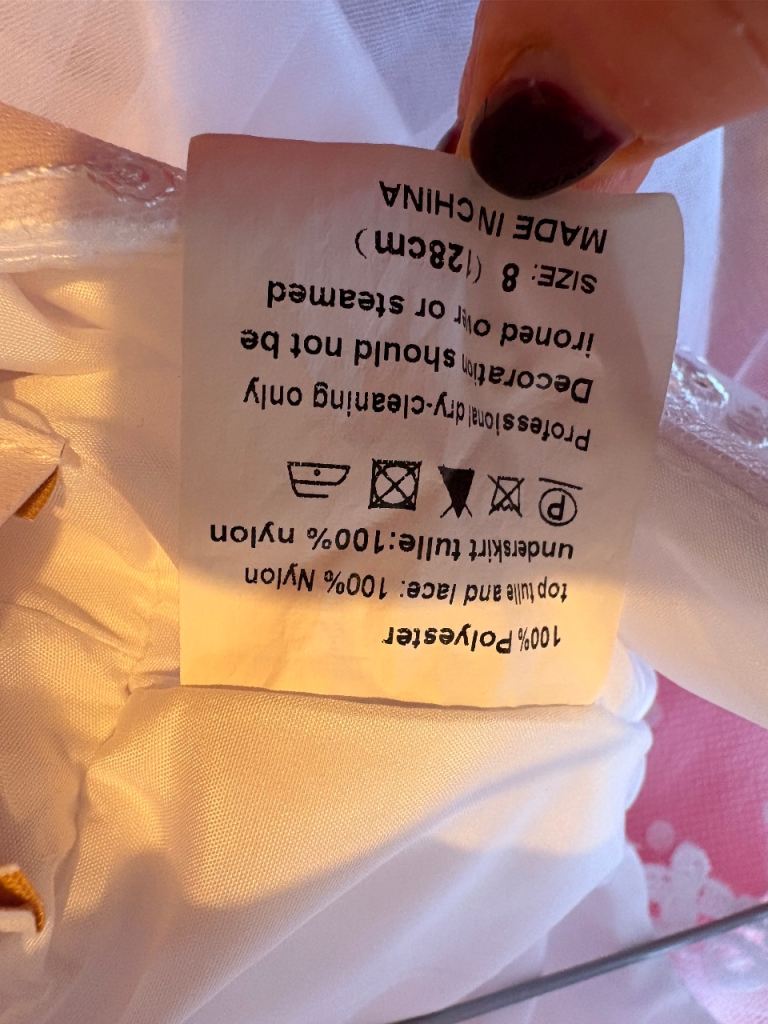 100% Polyester
top tulle and lace: 100% Nylon
underskirt tulle:100% nylon
P
Professional dry-cleaning only
Decoration should not be
ironed over or steamed
SIZE: 8 (128cm)
MADE IN CHINA